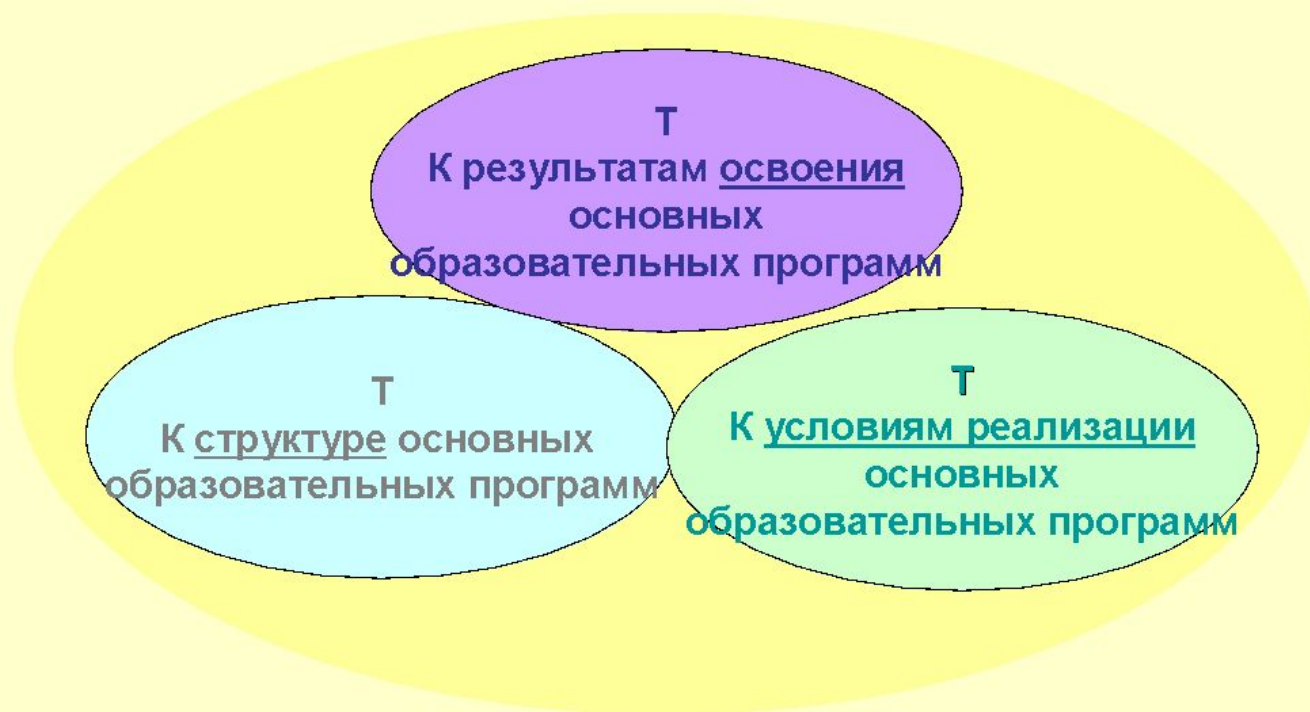 Т
К результатам освоения
основных
образовательных программ
Т
К структуре основных
образовательных программ
Т
К условиям реализации
основных
образовательных программ